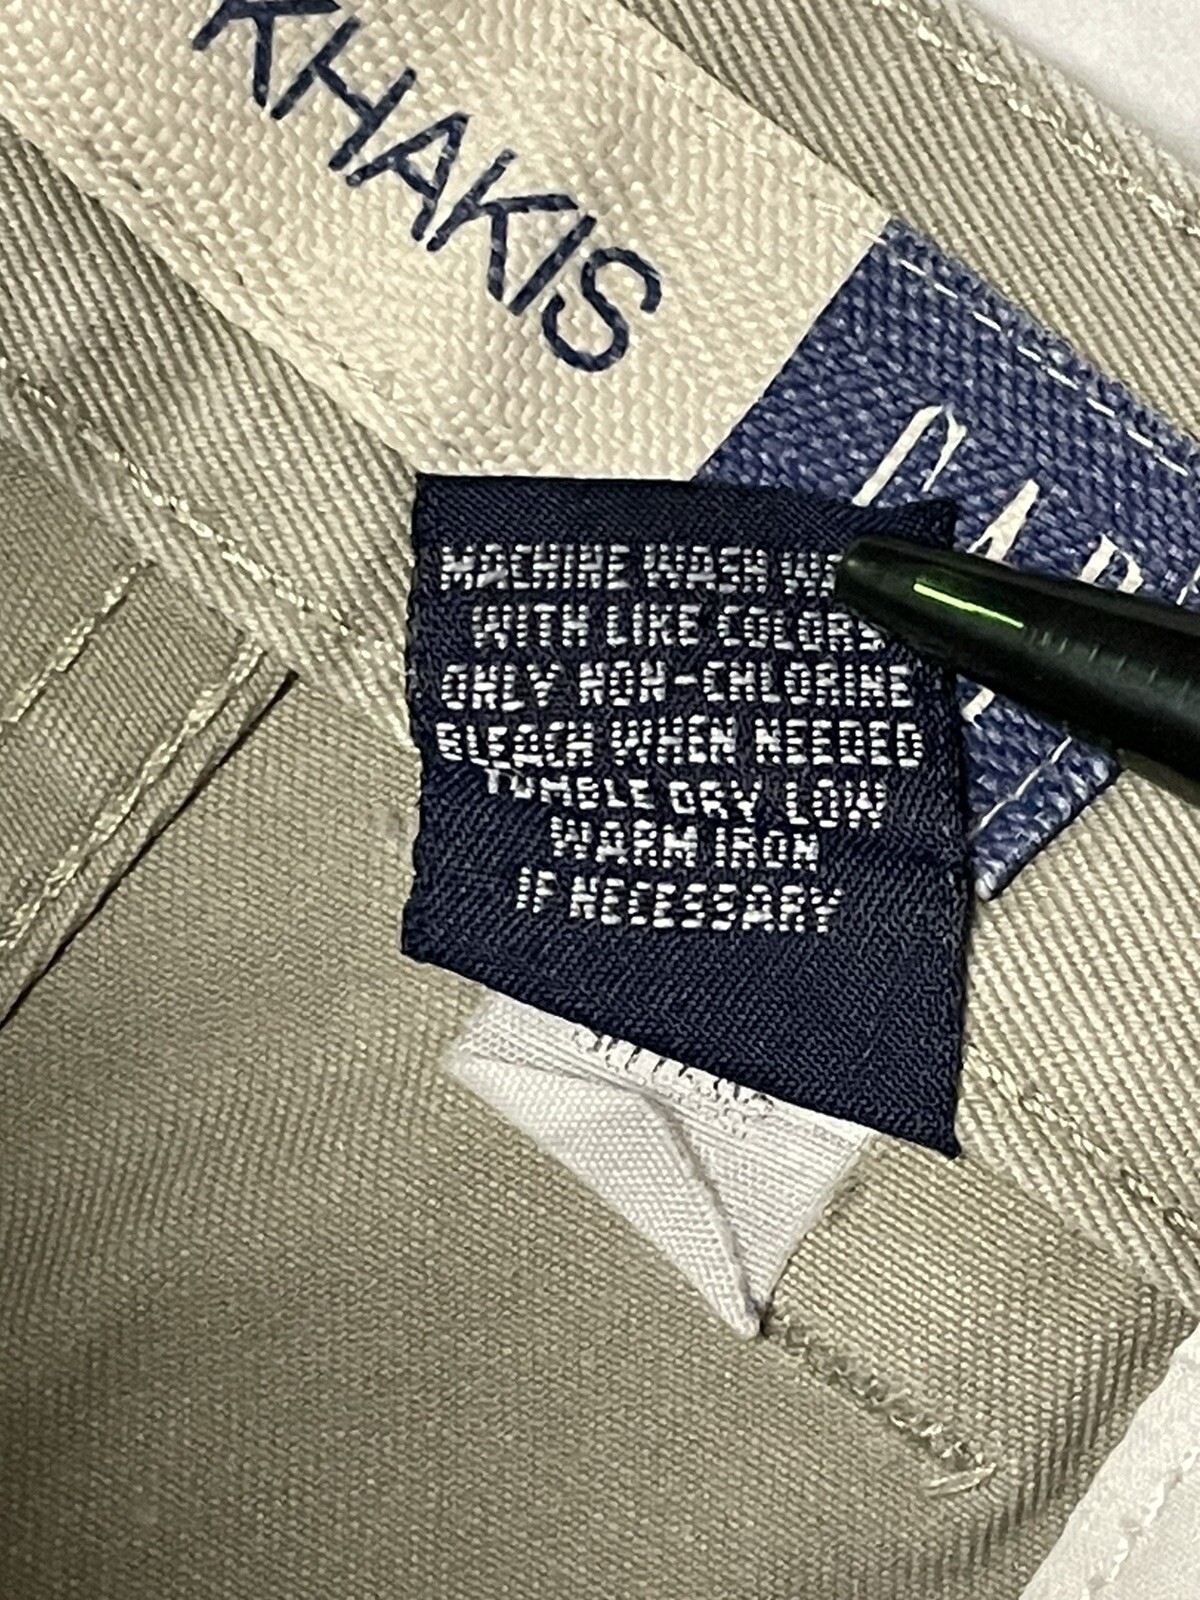 KHAKIS
GAP
MACHINE WASH
WITH LIKE COLORS
ONLY NON-CHLORINE
BLEACH WHEN NEEDED
TUMBLE DRY LOW
WARM IRON
IF NECESSARY